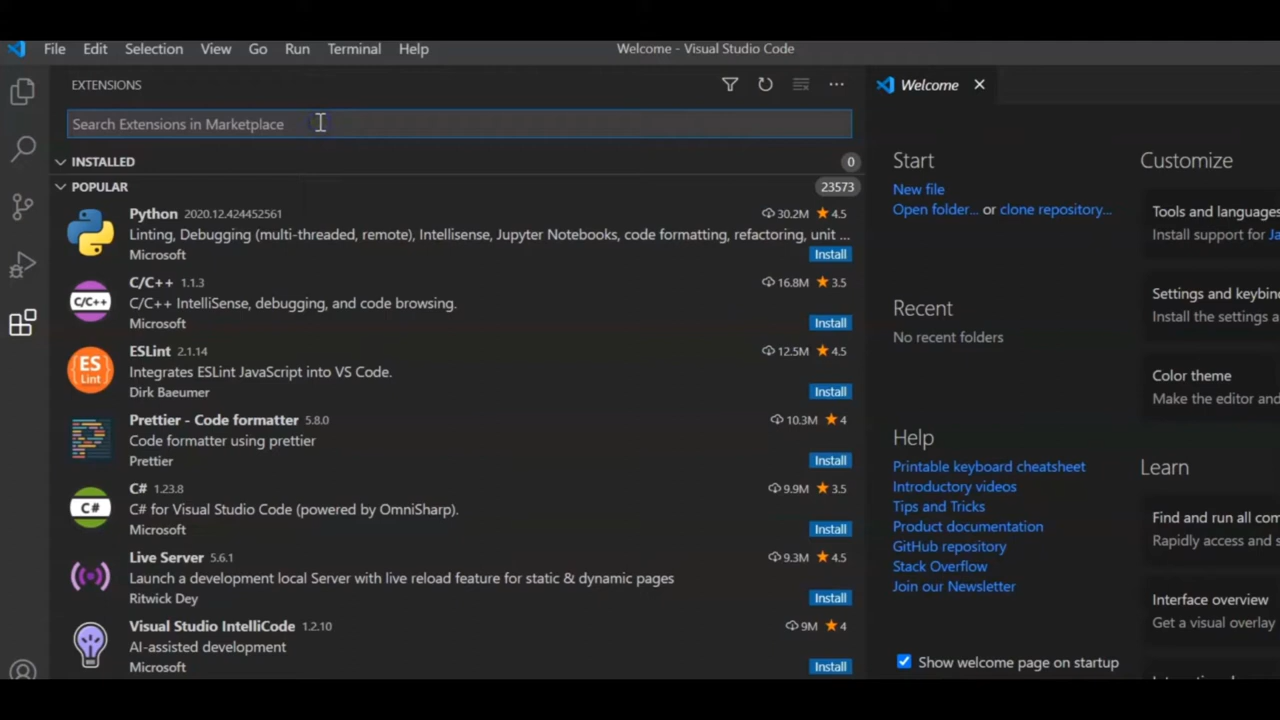 File Edit Selection View Go Run Terminal Help Welcome - Visual Studio Code
EXTENSIONS
Search Extensions in Marketplace
INSTALLED 0
POPULAR 23573
Python 2020.12.424452561 30.2M 4.5
Linting, Debugging (multi-threaded, remote), Intellisense, Jupyter Notebooks, code formatting, refactoring, unit ...
Microsoft Install
C/C++
C/C++ 1.1.3 16.8M 3.5
C/C++ IntelliSense, debugging, and code browsing.
Microsoft Install
ES
Lint
ESLint 2.1.14 12.5M 4.5
Integrates ESLint JavaScript into VS Code.
Dirk Baeumer Install
Prettier - Code formatter 5.8.0 10.3M 4
Code formatter using prettier
Prettier Install
C#
C# 1.23.8 9.9M 3.5
C# for Visual Studio Code (powered by OmniSharp).
Microsoft Install
Live Server 5.6.1 9.3M 4.5
Launch a development local Server with live reload feature for static & dynamic pages
Ritwick Dey Install
Visual Studio IntelliCode 1.2.10 9M 4
AI-assisted development
Microsoft Install
Welcome
Start
New file
Open folder... or clone repository...
Recent
No recent folders
Help
Printable keyboard cheatsheet
Introductory videos
Tips and Tricks
Product documentation
GitHub repository
Stack Overflow
Join our Newsletter
Show welcome page on startup
Customize
Tools and languages
Install support for Ja
Settings and keybin
Install the settings a
Color theme
Make the editor and
Learn
Find and run all com
Rapidly access and s
Interface overview
Get a visual overlay